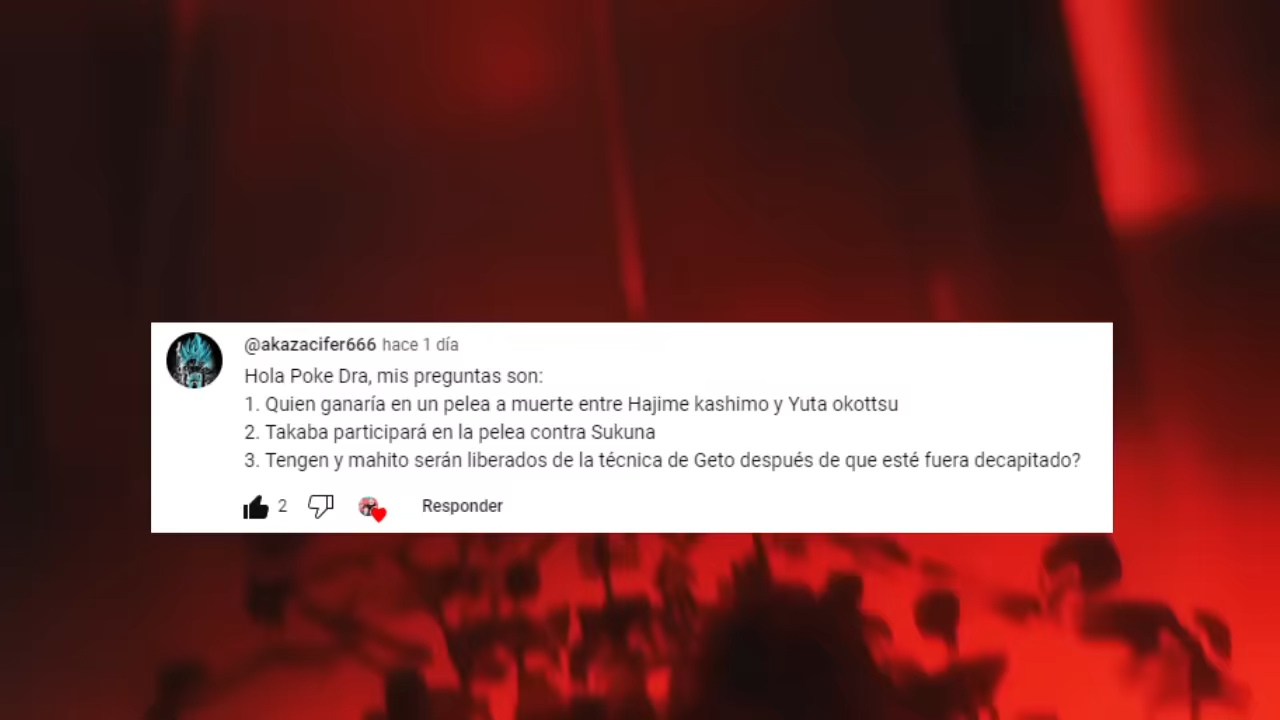 @akazacifer666 hace 1 día
Hola Poke Dra, mis preguntas son:
1. Quien ganaría en un pelea a muerte entre Hajime kashimo y Yuta okottsu
2. Takaba participará en la pelea contra Sukuna
3. Tengen y mahito serán liberados de la técnica de Geto después de que esté fuera decapitado?
2 Responder